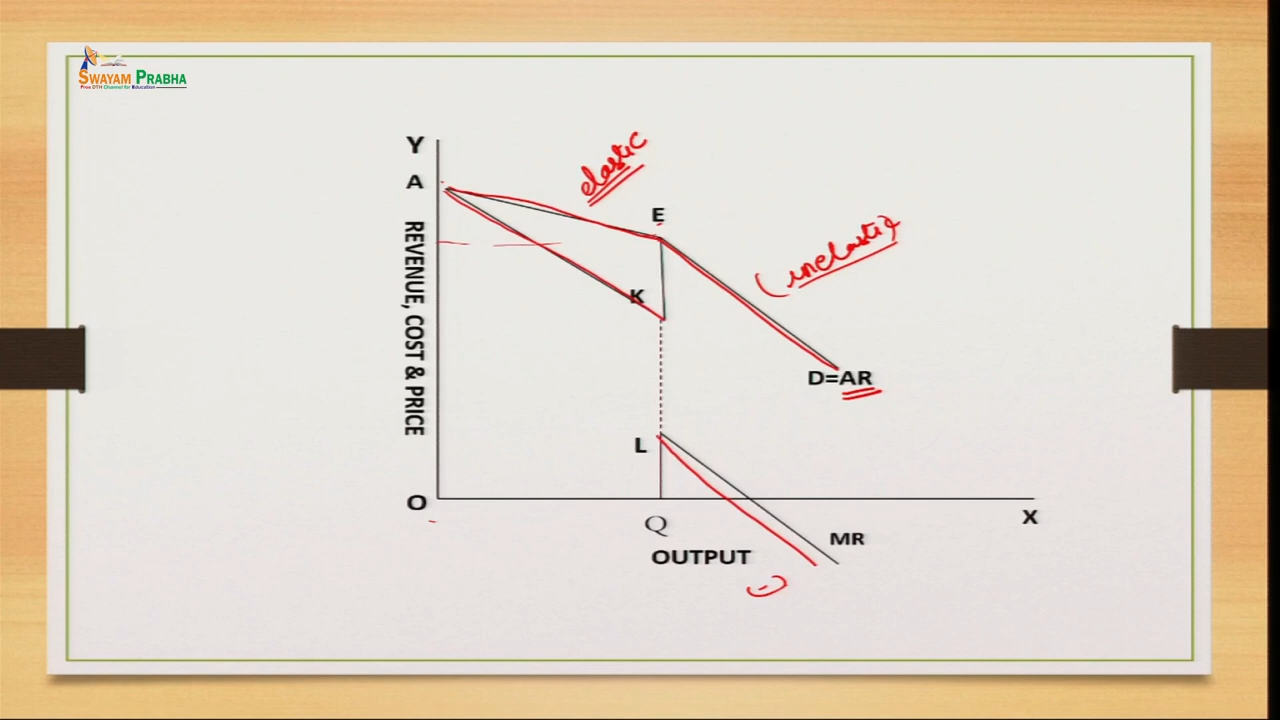 SWAYAM PRABHA
Free DTH Channel for Education
Y
elastic
A
E
(inelastic)
REVENUE, COST & PRICE
K
D=AR
L
O
Q
X
MR
OUTPUT
(-)